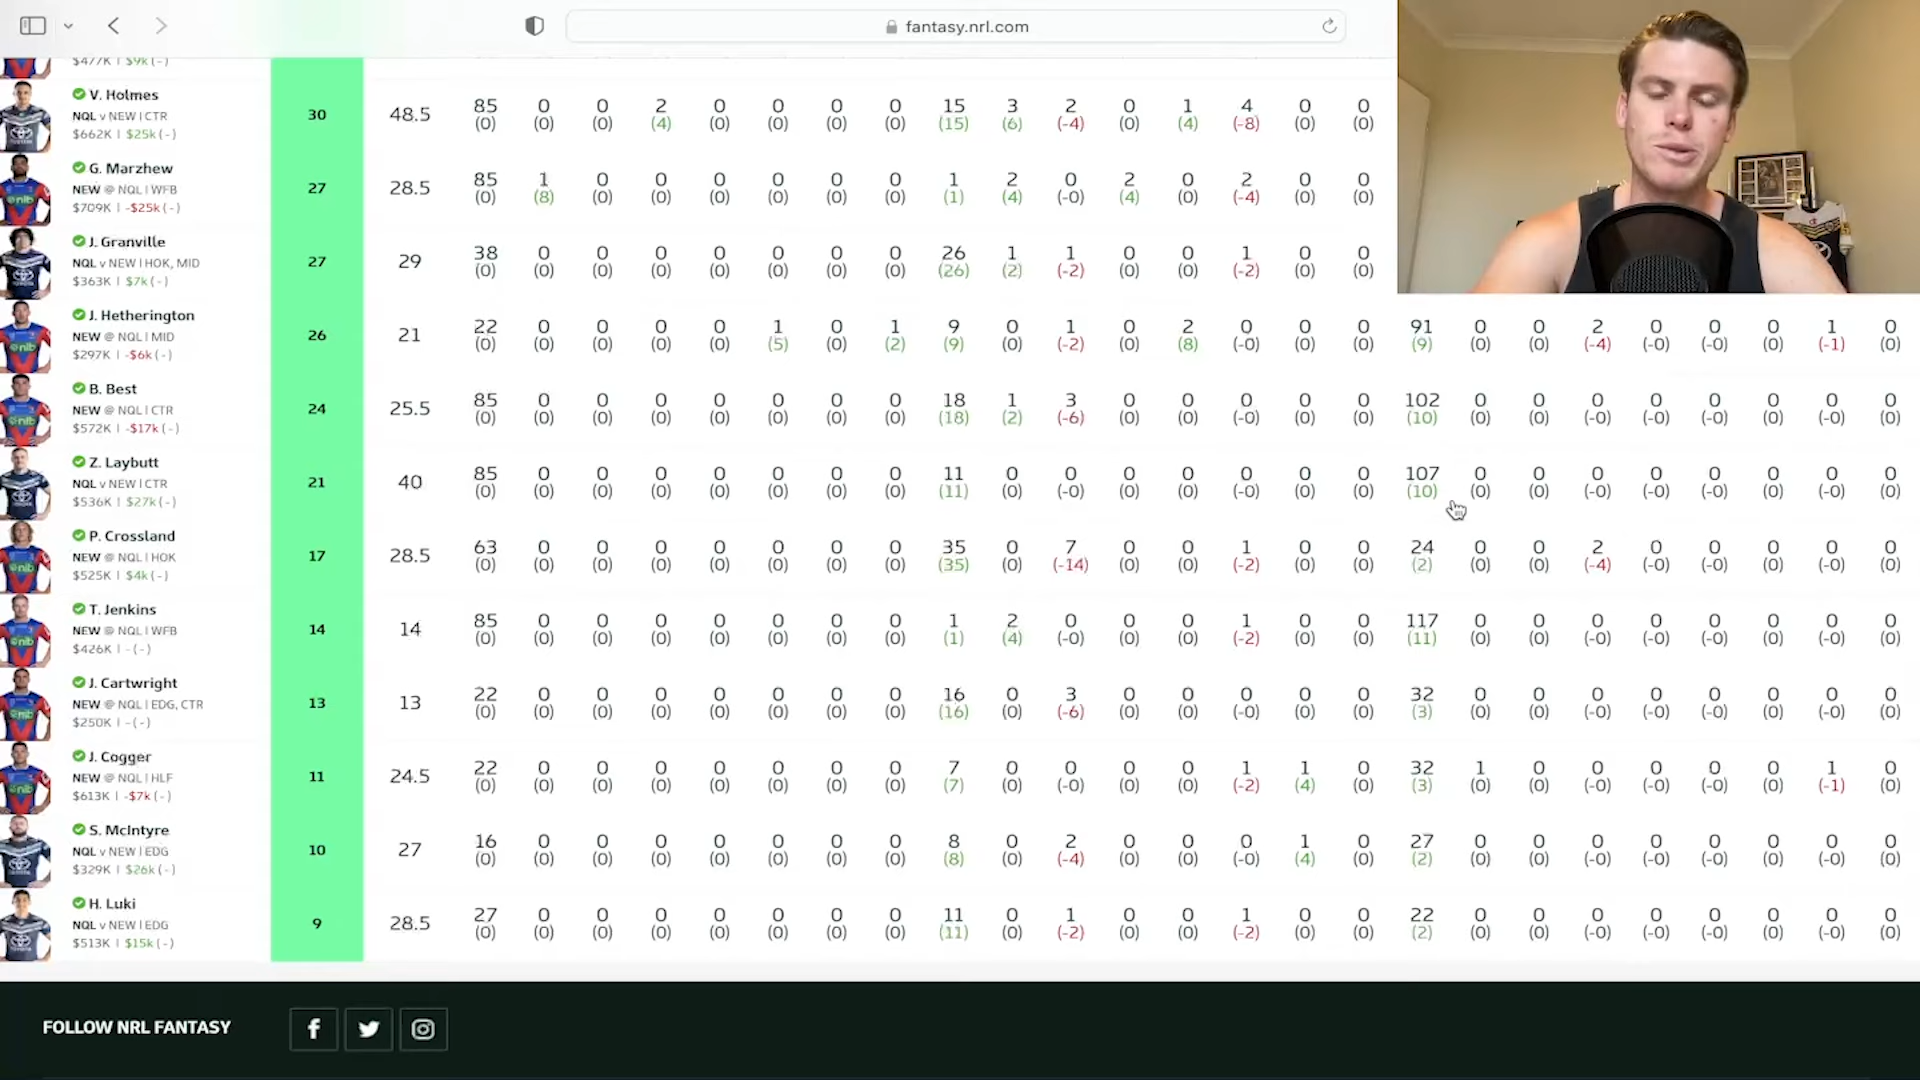 fantasy.nrl.com
$477K | $9k (-)
V. Holmes
NQL v NEW | CTR
$662K | $25k (-)
30 48.5 85 0 0 2 0 0 0 0 15 3 2 0 1 4 0 0
(0) (0) (0) (4) (0) (0) (0) (0) (15) (6) (-4) (0) (4) (-8) (0) (0)
G. Marzhew
NEW @ NQL | WFB
$709K | -$25k (-)
27 28.5 85 1 0 0 0 0 0 0 1 2 0 2 0 2 0 0
(0) (8) (0) (0) (0) (0) (0) (0) (1) (4) (-0) (4) (0) (-4) (0) (0)
J. Granville
NQL v NEW | HOK, MID
$363K | $7k (-)
27 29 38 0 0 0 0 0 0 0 26 1 1 0 0 1 0 0
(0) (0) (0) (0) (0) (0) (0) (0) (26) (2) (-2) (0) (0) (-2) (0) (0)
J. Hetherington
NEW @ NQL | MID
$297K | -$6k (-)
26 21 22 0 0 0 0 1 0 1 9 0 1 0 2 0 0 0 91 0 0 2 0 0 0 1 0
(0) (0) (0) (0) (0) (5) (0) (2) (9) (0) (-2) (0) (8) (-0) (0) (0) (9) (0) (0) (-4) (-0) (-0) (0) (-1) (0)
B. Best
NEW @ NQL | CTR
$572K | -$17k (-)
24 25.5 85 0 0 0 0 0 0 0 18 1 3 0 0 0 0 0 102 0 0 0 0 0 0 0 0
(0) (0) (0) (0) (0) (0) (0) (0) (18) (2) (-6) (0) (0) (-0) (0) (0) (10) (0) (0) (-0) (-0) (-0) (0) (-0) (0)
Z. Laybutt
NQL v NEW | CTR
$536K | $27k (-)
21 40 85 0 0 0 0 0 0 0 11 0 0 0 0 0 0 0 107 0 0 0 0 0 0 0 0
(0) (0) (0) (0) (0) (0) (0) (0) (11) (0) (-0) (0) (0) (-0) (0) (0) (10) (0) (0) (-0) (-0) (-0) (0) (-0) (0)
P. Crossland
NEW @ NQL | HOK
$525K | $4k (-)
17 28.5 63 0 0 0 0 0 0 0 35 0 7 0 0 1 0 0 24 0 0 2 0 0 0 0 0
(0) (0) (0) (0) (0) (0) (0) (0) (35) (0) (-14) (0) (0) (-2) (0) (0) (2) (0) (0) (-4) (-0) (-0) (0) (-0) (0)
T. Jenkins
NEW @ NQL | WFB
$426K | - (-)
14 14 85 0 0 0 0 0 0 0 1 2 0 0 0 1 0 0 117 0 0 0 0 0 0 0 0
(0) (0) (0) (0) (0) (0) (0) (0) (1) (4) (-0) (0) (0) (-2) (0) (0) (11) (0) (0) (-0) (-0) (-0) (0) (-0) (0)
J. Cartwright
NEW @ NQL | EDG, CTR
$250K | - (-)
13 13 22 0 0 0 0 0 0 0 16 0 3 0 0 0 0 0 32 0 0 0 0 0 0 0 0
(0) (0) (0) (0) (0) (0) (0) (0) (16) (0) (-6) (0) (0) (-0) (0) (0) (3) (0) (0) (-0) (-0) (-0) (0) (-0) (0)
J. Cogger
NEW @ NQL | HLF
$613K | -$7k (-)
11 24.5 22 0 0 0 0 0 0 0 7 0 0 0 0 1 1 0 32 1 0 0 0 0 0 1 0
(0) (0) (0) (0) (0) (0) (0) (0) (7) (0) (-0) (0) (0) (-2) (4) (0) (3) (0) (0) (-0) (-0) (-0) (0) (-1) (0)
S. McIntyre
NQL v NEW | EDG
$329K | $26k (-)
10 27 16 0 0 0 0 0 0 0 8 0 2 0 0 0 1 0 27 0 0 0 0 0 0 0 0
(0) (0) (0) (0) (0) (0) (0) (0) (8) (0) (-4) (0) (0) (-0) (4) (0) (2) (0) (0) (-0) (-0) (-0) (0) (-0) (0)
H. Luki
NQL v NEW | EDG
$513K | $15k (-)
9 28.5 27 0 0 0 0 0 0 0 11 0 1 0 0 1 0 0 22 0 0 0 0 0 0 0 0
(0) (0) (0) (0) (0) (0) (0) (0) (11) (0) (-2) (0) (0) (-2) (0) (0) (2) (0) (0) (-0) (-0) (-0) (0) (-0) (0)
FOLLOW NRL FANTASY